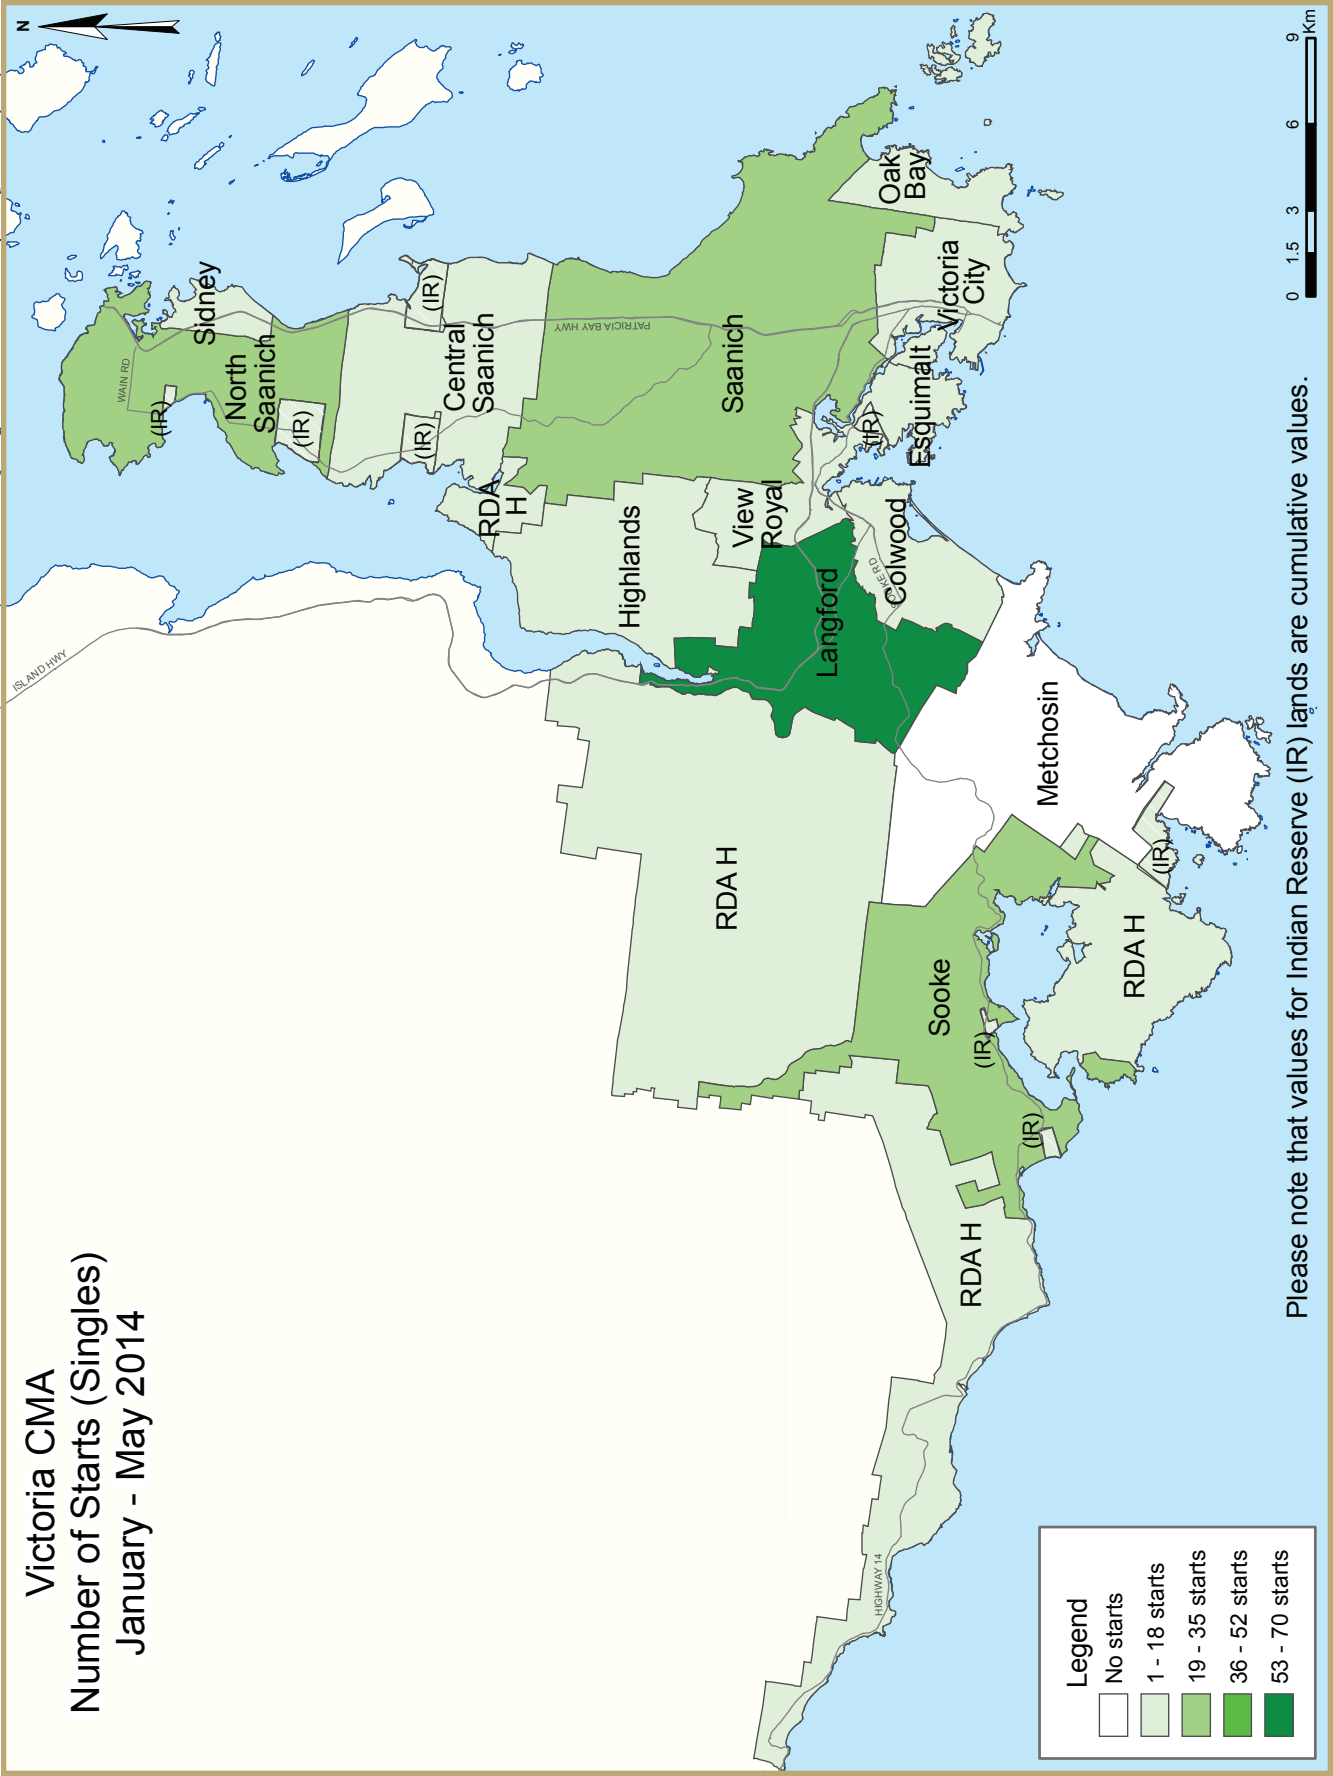 Victoria CMA
Number of Starts (Singles)
January - May 2014
N
ISLAND HWY
WAIN RD
(IR)
Sidney
North
Saanich
(IR)
(IR)
(IR)
Central
Saanich
PATRICIA BAY HWY
RDA
H
Highlands
Saanich
View
Royal
Langford
(IR)
Oak
Bay
Victoria
City
Esquimalt
Colwood
SOOKE RD
Metchosin
(IR)
RDA H
RDA H
Sooke
(IR)
(IR)
RDA H
HIGHWAY 14
Legend
No starts
1 - 18 starts
19 - 35 starts
36 - 52 starts
53 - 70 starts
Please note that values for Indian Reserve (IR) lands are cumulative values.
0 1.5 3 6 9
Km